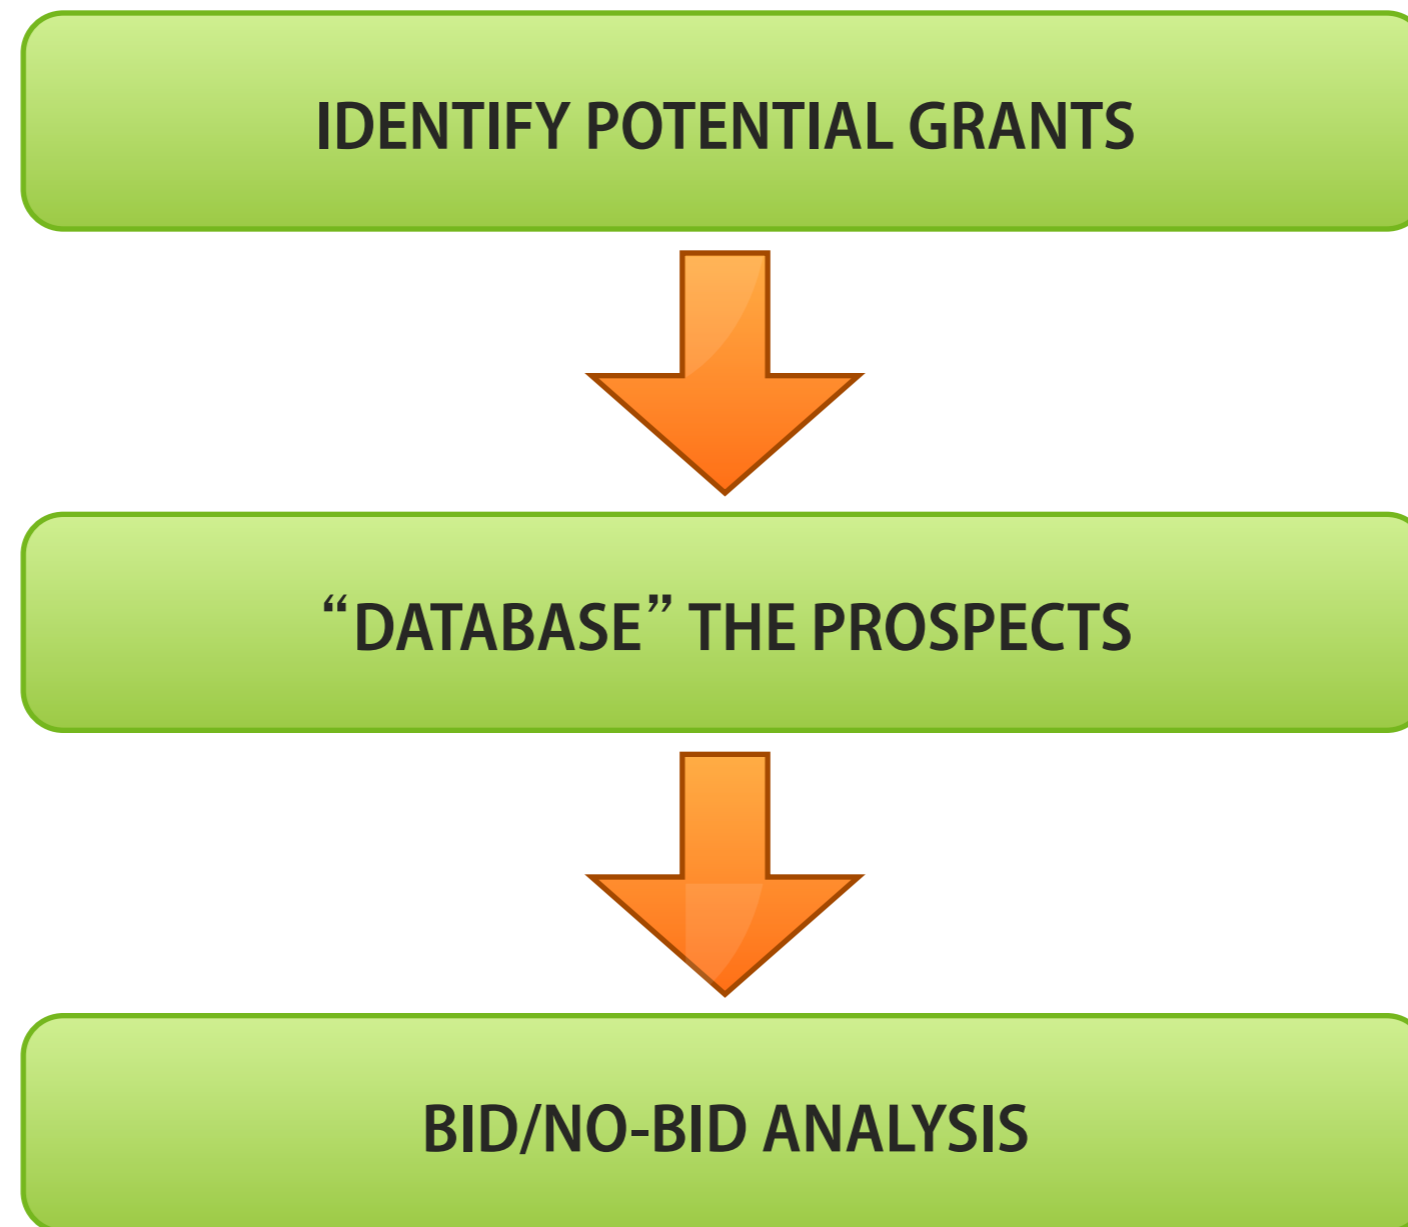 IDENTIFY POTENTIAL GRANTS
“DATABASE” THE PROSPECTS
BID/NO-BID ANALYSIS